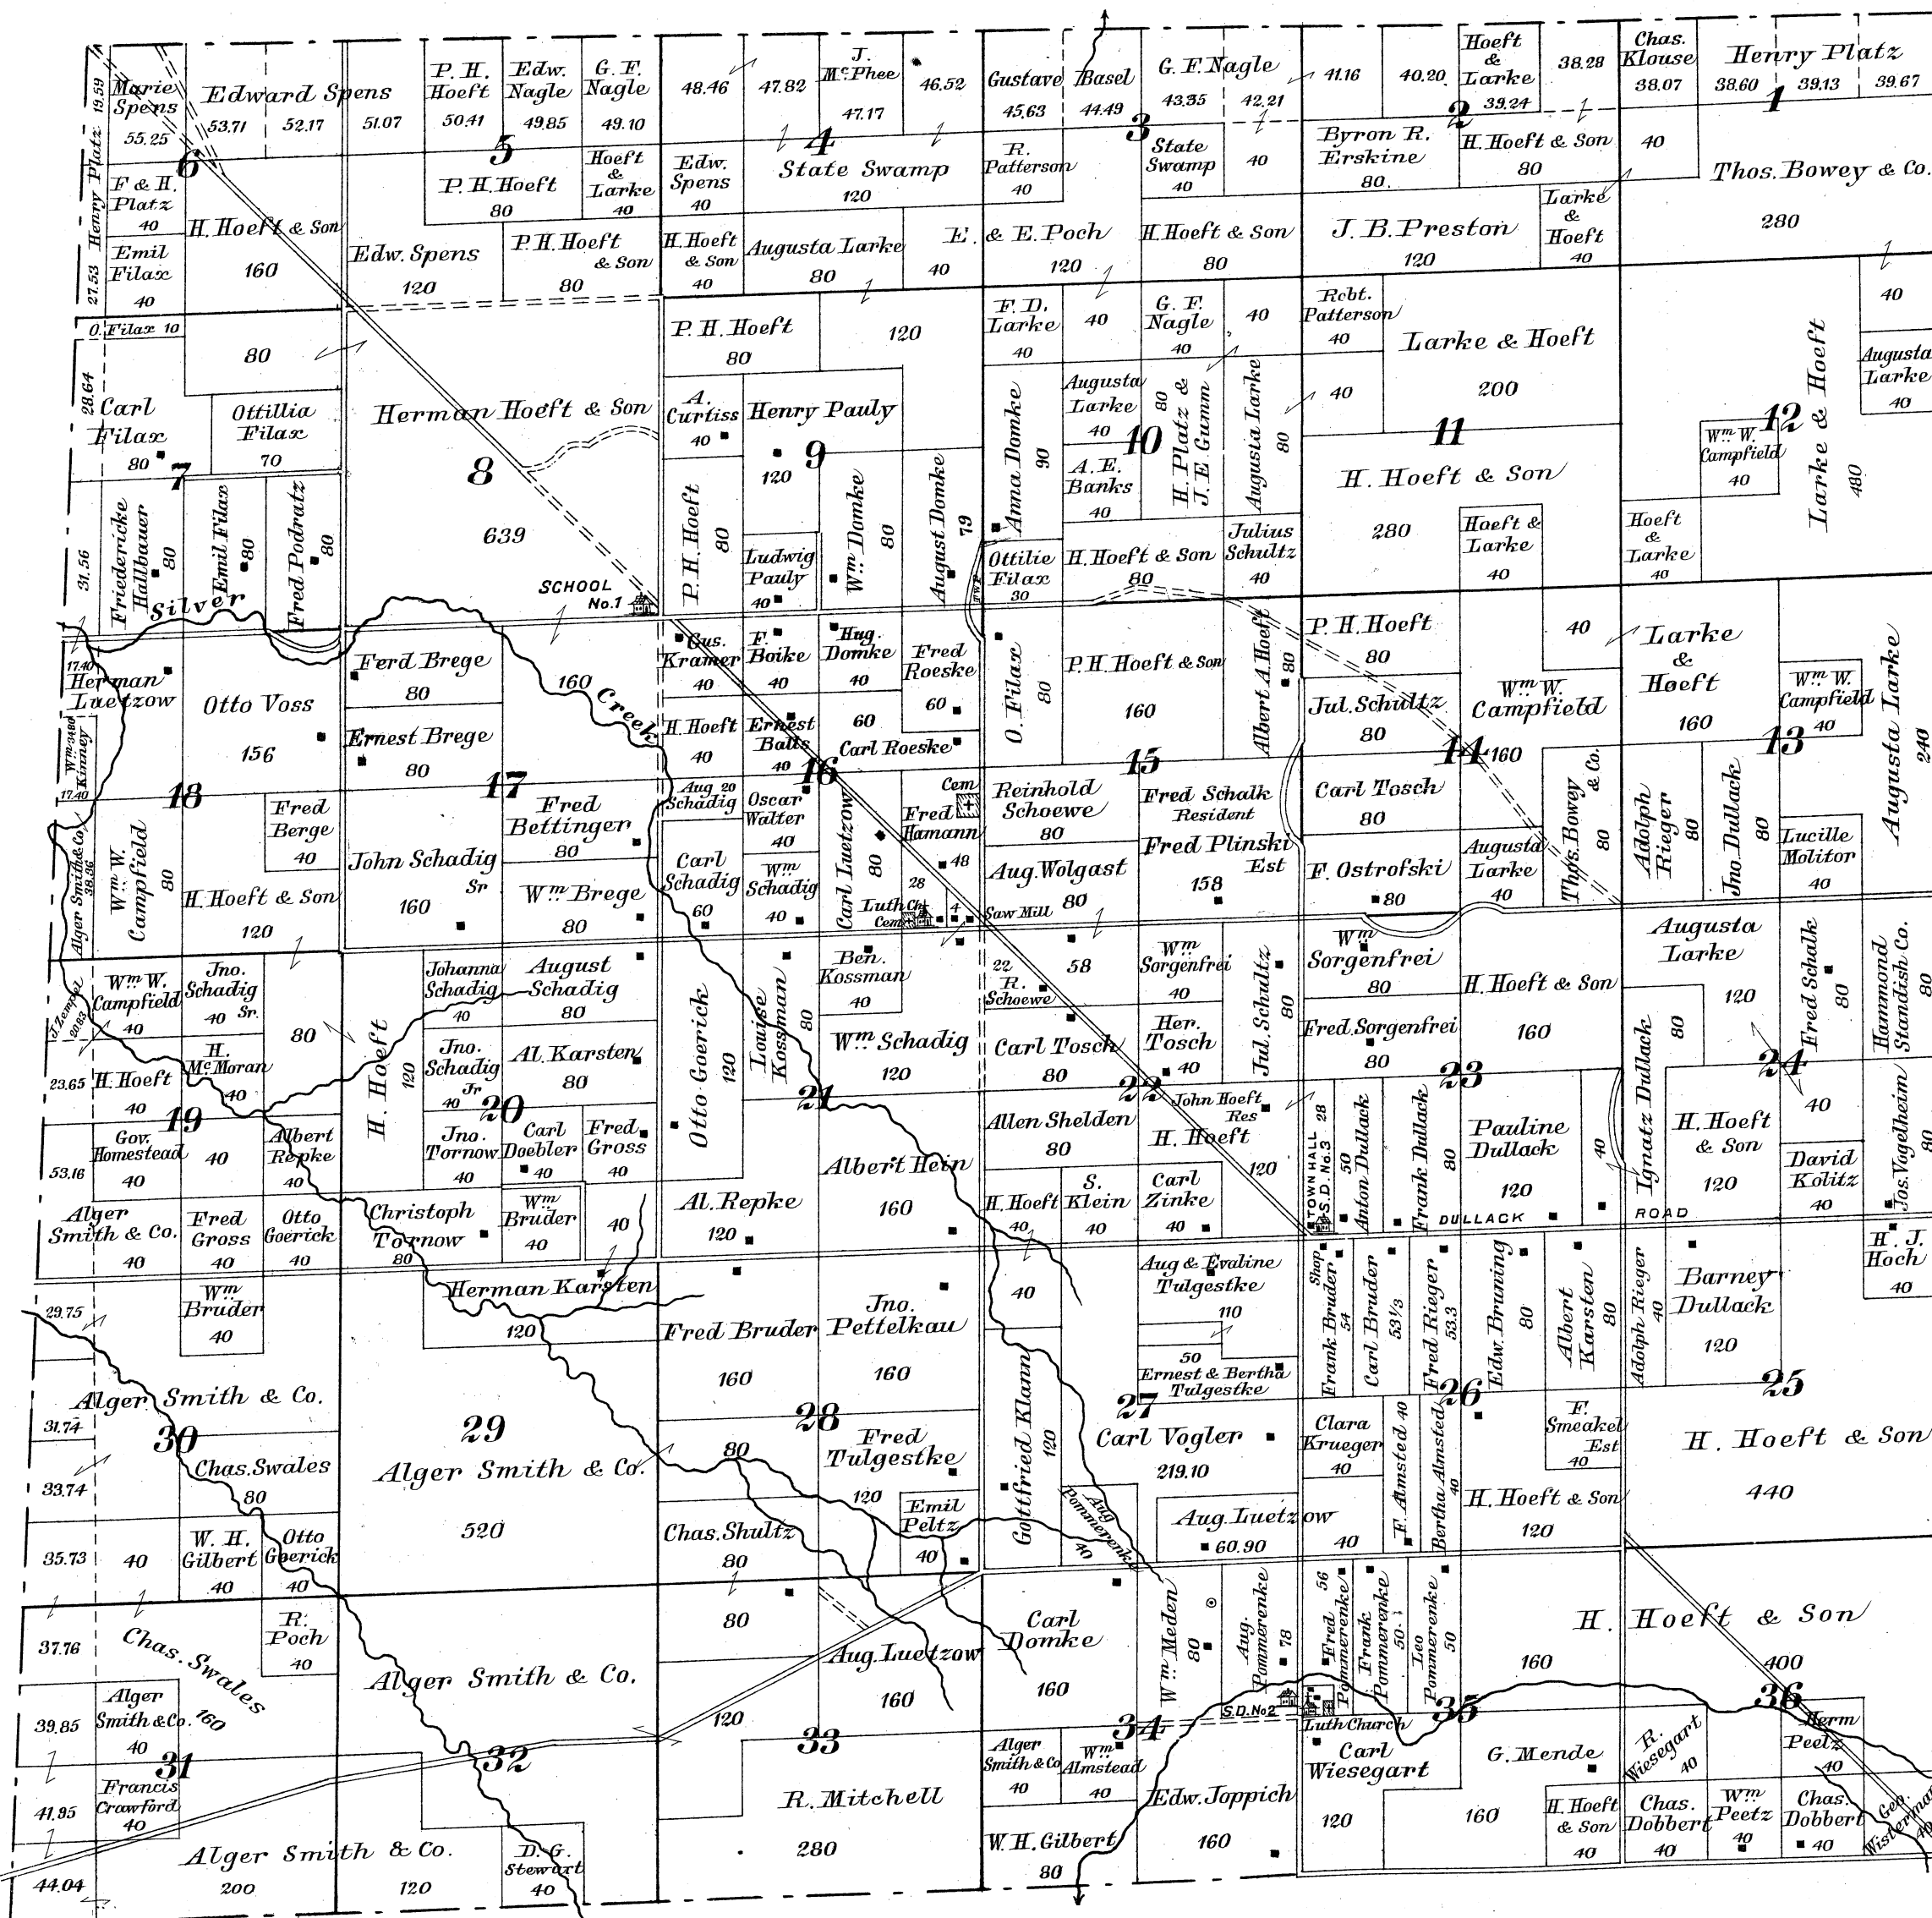 Marie
Spens
55.25
19.59
Henry Platz
27.53
Edward Spens
53.71
52.17
51.07
P. H.
Hoeft
50.41
Edw.
Nagle
49.85
G. F.
Nagle
49.10
48.46
47.82
J.
McPhee
47.17
46.52
Gustave Basel
45.63
44.49
G. F. Nagle
43.35
42.21
41.16
40.20
Hoeft
&
Larke
39.24
38.28
Chas.
Klouse
38.07
Henry Platz
38.60
39.13
39.67
6
5
4
3
2
1
F & H.
Platz
40
Emil
Filax
40
H. Hoeft & Son
160
P. H. Hoeft
80
Hoeft
&
Larke
40
Edw. Spens
120
P. H. Hoeft
& Son
80
Edw.
Spens
40
State Swamp
120
H. Hoeft
& Son
40
Augusta Larke
80
E. & E. Poch
40
120
R.
Patterson
40
State
Swamp
40
40
H. Hoeft & Son
80
Byron R.
Erskine
80.
H. Hoeft & Son
80
J. B. Preston
120
Larke
&
Hoeft
40
40
Thos. Bowey & Co.
280
O. Filax 10
28.64
Carl
Filax
80
80
Ottillia
Filax
70
7
31.56
Friedericke
Hallbauer
80
Emil Filax
80
Fred Podratz
80
Silver
Herman Hoeft & Son
8
639
SCHOOL
No. 1
P. H. Hoeft
80
120
A.
Curtiss
40
Henry Pauly
9
120
P. H. Hoeft
80
Ludwig
Pauly
40
Wm Domke
80
August Domke
79
F. D.
Larke
40
40
G. F.
Nagle
40
40
Anna Domke
90
Augusta
Larke
40
10
A. E.
Banks
40
H. Platz &
J. E Gumm
80
Augusta Larke
80
Ottilie
Filax
30
TWP
H. Hoeft & Son
80
Julius
Schultz
40
Robt.
Patterson
40
40
Larke & Hoeft
200
11
H. Hoeft & Son
280
Hoeft &
Larke
40
12
Wm W.
Campfield
40
Larke & Hoeft
480
40
Augusta
Larke
40
Hoeft
&
Larke
40
17.40
Herman
Luetzow
Wm
Kinney
34.80
17.40
Otto Voss
156
18
Alger Smith & Co.
38.86
Wm W.
Campfield
80
Fred
Berge
40
H. Hoeft & Son
120
Ferd Brege
80
Ernest Brege
80
160
Creek
17
John Schadig
Sr
160
Fred
Bettinger
80
Wm Brege
80
Gus.
Kramer
40
F.
Boike
40
Hug.
Domke
40
Fred
Roeske
60
H. Hoeft
40
Ernest
Balts
40
60
Carl Roeske
16
Aug 20
Schadig
Oscar
Walter
40
Carl
Schadig
60
Wm
Schadig
40
Carl Luetzow
80
Cem
Fred
Hamann
48
28
Luth Ch.
Cem
4
Saw Mill
O. Filax
80
P. H. Hoeft & Son
160
Albert A. Hoeft
80
15
Reinhold
Schoewe
80
Fred Schalk
Resident
Fred Plinski
Est
158
Aug. Wolgast
80
P. H. Hoeft
80
40
Jul. Schultz
80
Wm W.
Campfield
14
160
Carl Tosch
80
F. Ostrofski
80
Augusta
Larke
40
Thos. Bowey
& Co.
80
Larke
&
Hoeft
160
Wm W.
Campfield
40
13
Augusta Larke
240
Adolph
Rieger
80
Jno. Dullack
80
Lucille
Molitor
40
J. Zempel
20.83
Wm W.
Campfield
40
Jno.
Schadig
40 Sr.
80
23.65
H. Hoeft
40
H.
McMoran
40
19
53.16
Gov.
Homestead
40
40
Albert
Repke
40
Alger
Smith & Co.
40
Fred
Gross
40
Otto
Goerick
40
H. Hoeft
120
Johanna
Schadig
40
August
Schadig
80
Jno.
Schadig
Jr
40
Al. Karsten
80
20
Jno.
Tornow
40
Carl
Doebler
40
Fred
Gross
40
Christoph
Tornow
80
Wm
Bruder
40
40
Otto Goerick
120
Louise
Kossman
80
Ben.
Kossman
40
Wm Schadig
120
21
Albert Hein
160
Al. Repke
120
22
R.
Schoewe
58
Wm
Sorgenfrei
40
Jul. Schultz
80
Carl Tosch
80
Her.
Tosch
40
22
Allen Shelden
80
John Hoeft
Res
H. Hoeft
120
H. Hoeft
40
S.
Klein
40
Carl
Zinke
40
Wm
Sorgenfrei
80
H. Hoeft & Son
160
Fred. Sorgenfrei
80
23
TOWN HALL
S. D. No. 3
28
Anton Dullack
50
Frank Dullack
80
Pauline
Dullack
120
40
DULLACK ROAD
Augusta
Larke
120
Fred Schalk
80
Hammond
Standish Co.
80
Ignatz Dullack
80
24
H. Hoeft
& Son
120
40
David
Kolitz
40
Jos. Vogelheim
80
29.75
Wm
Bruder
40
Alger Smith & Co.
31.74
30
33.74
Chas. Swales
80
35.73
40
W. H.
Gilbert
40
Otto
Goerick
40
Herman Karsten
120
29
Alger Smith & Co.
520
Fred Bruder
160
Jno.
Pettelkau
160
28
80
Fred
Tulgestke
120
Chas. Shultz
80
Emil
Peltz
40
40
Aug & Evaline
Tulgestke
110
50
Ernest & Bertha
Tulgestke
Gottfried Klann
120
27
Carl Vogler
219.10
Aug
Pommerenke
40
Aug. Luetzow
60.90
40
Shop
Frank Bruder
54
Carl Bruder
53 1/3
Fred Rieger
53.3
Edw. Bruning
80
Albert
Karsten
80
26
Clara
Krueger
40
F. Almsted 40
Bertha Almsted
40
F.
Smeakel
Est
40
H. Hoeft & Son
120
Adolph Rieger
40
Barney
Dullack
120
H. J.
Hoch
40
25
H. Hoeft & Son
440
37.76
Chas. Swales
160
R.
Poch
40
39.85
Alger
Smith & Co.
40
31
41.95
Francis
Crawford
40
44.04
Alger Smith & Co.
200
120
Alger Smith & Co.
32
D. G.
Stewart
40
80
Aug. Luetzow
160
120
33
R. Mitchell
280
Carl
Domke
160
Wm Meden
80
Aug.
Pommerenke
78
S. D. No 2
34
Alger
Smith & Co
40
Wm
Almstead
40
Edw. Joppich
160
W. H. Gilbert
80
Fred
Pommerenke
56
Frank
Pommerenke
50
Leo
Pommerenke
50
160
35
Luth Church
Carl
Wiesegart
120
G. Mende
160
H. Hoeft
& Son
40
H. Hoeft & Son
400
36
R.
Wiesegart
40
Herm
Peetz
40
Chas.
Dobbert
40
Wm
Peetz
40
Chas.
Dobbert
40
Geo.
Wisterman
40